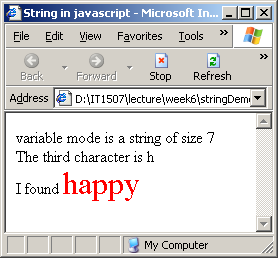 String in javascript - Microsoft In...
File Edit View Favorites Tools »
Back Forward Stop Refresh »
Address D:\IT1507\lecture\week6\stringDemo
variable mode is a string of size 7
The third character is h
I found happy
My Computer